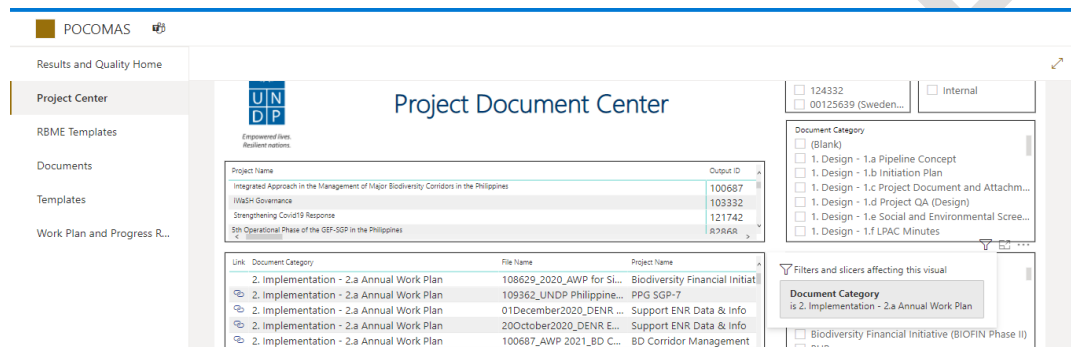 POCOMAS
Results and Quality Home
Project Center
RBME Templates
Documents
Templates
Work Plan and Progress R...
UN
DP
Empowered lives.
Resilient nations.
Project Document Center
124332
00125639 (Sweden...
Internal
Document Category
(Blank)
1. Design - 1.a Pipeline Concept
1. Design - 1.b Initiation Plan
1. Design - 1.c Project Document and Attachm...
1. Design - 1.d Project QA (Design)
1. Design - 1.e Social and Environmental Scree...
1. Design - 1.f LPAC Minutes
Project Name Output ID
Integrated Approach in the Management of Major Biodiversity Corridors in the Philippines 100687
IWaSH Governance 103332
Strengthening Covid19 Response 121742
5th Operational Phase of the GEF-SGP in the Philippines 82868
Link Document Category File Name Project Name
2. Implementation - 2.a Annual Work Plan 108629_2020_AWP for Si... Biodiversity Financial Initiat
2. Implementation - 2.a Annual Work Plan 109362_UNDP Philippine... PPG SGP-7
2. Implementation - 2.a Annual Work Plan 01December2020_DENR ... Support ENR Data & Info
2. Implementation - 2.a Annual Work Plan 20October2020_DENR E... Support ENR Data & Info
2. Implementation - 2.a Annual Work Plan 100687_AWP 2021_BD C... BD Corridor Management
Filters and slicers affecting this visual
Document Category
is 2. Implementation - 2.a Annual Work Plan
Biodiversity Financial Initiative (BIOFIN Phase II)